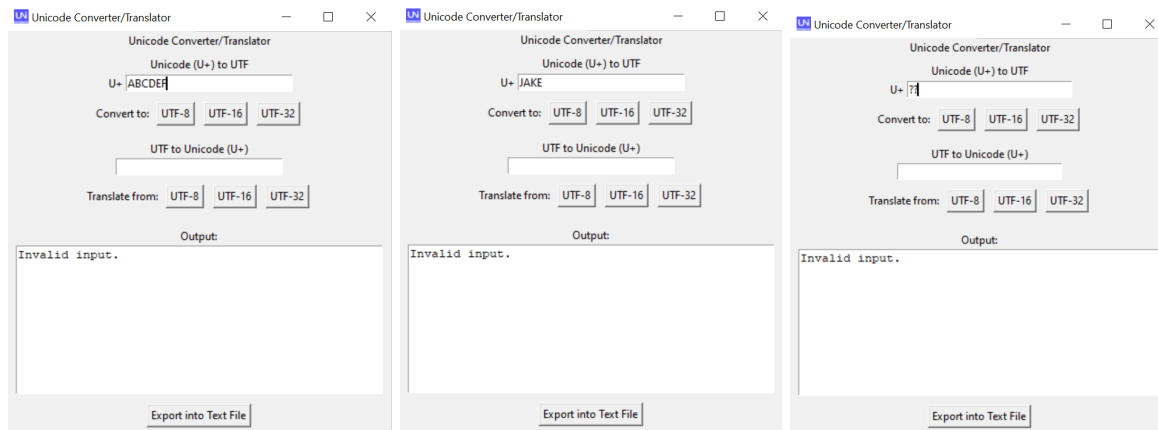 UN Unicode Converter/Translator
Unicode Converter/Translator
Unicode (U+) to UTF
U+ ABCDEF
Convert to: UTF-8 UTF-16 UTF-32
UTF to Unicode (U+)
Translate from: UTF-8 UTF-16 UTF-32
Output:
Invalid input.
Export into Text File
UN Unicode Converter/Translator
Unicode Converter/Translator
Unicode (U+) to UTF
U+ JAKE
Convert to: UTF-8 UTF-16 UTF-32
UTF to Unicode (U+)
Translate from: UTF-8 UTF-16 UTF-32
Output:
Invalid input.
Export into Text File
UN Unicode Converter/Translator
Unicode Converter/Translator
Unicode (U+) to UTF
U+ ??
Convert to: UTF-8 UTF-16 UTF-32
UTF to Unicode (U+)
Translate from: UTF-8 UTF-16 UTF-32
Output:
Invalid input.
Export into Text File